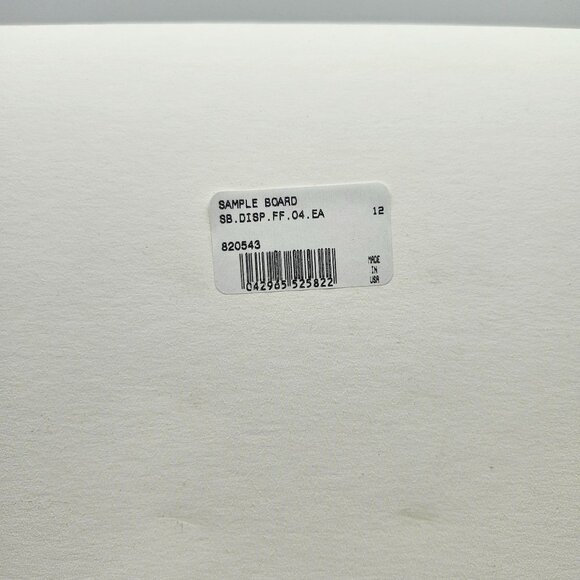 SAMPLE BOARD
SB.DISP.FF.04.EA 12
820543
042965 525822
MADE
IN
USA